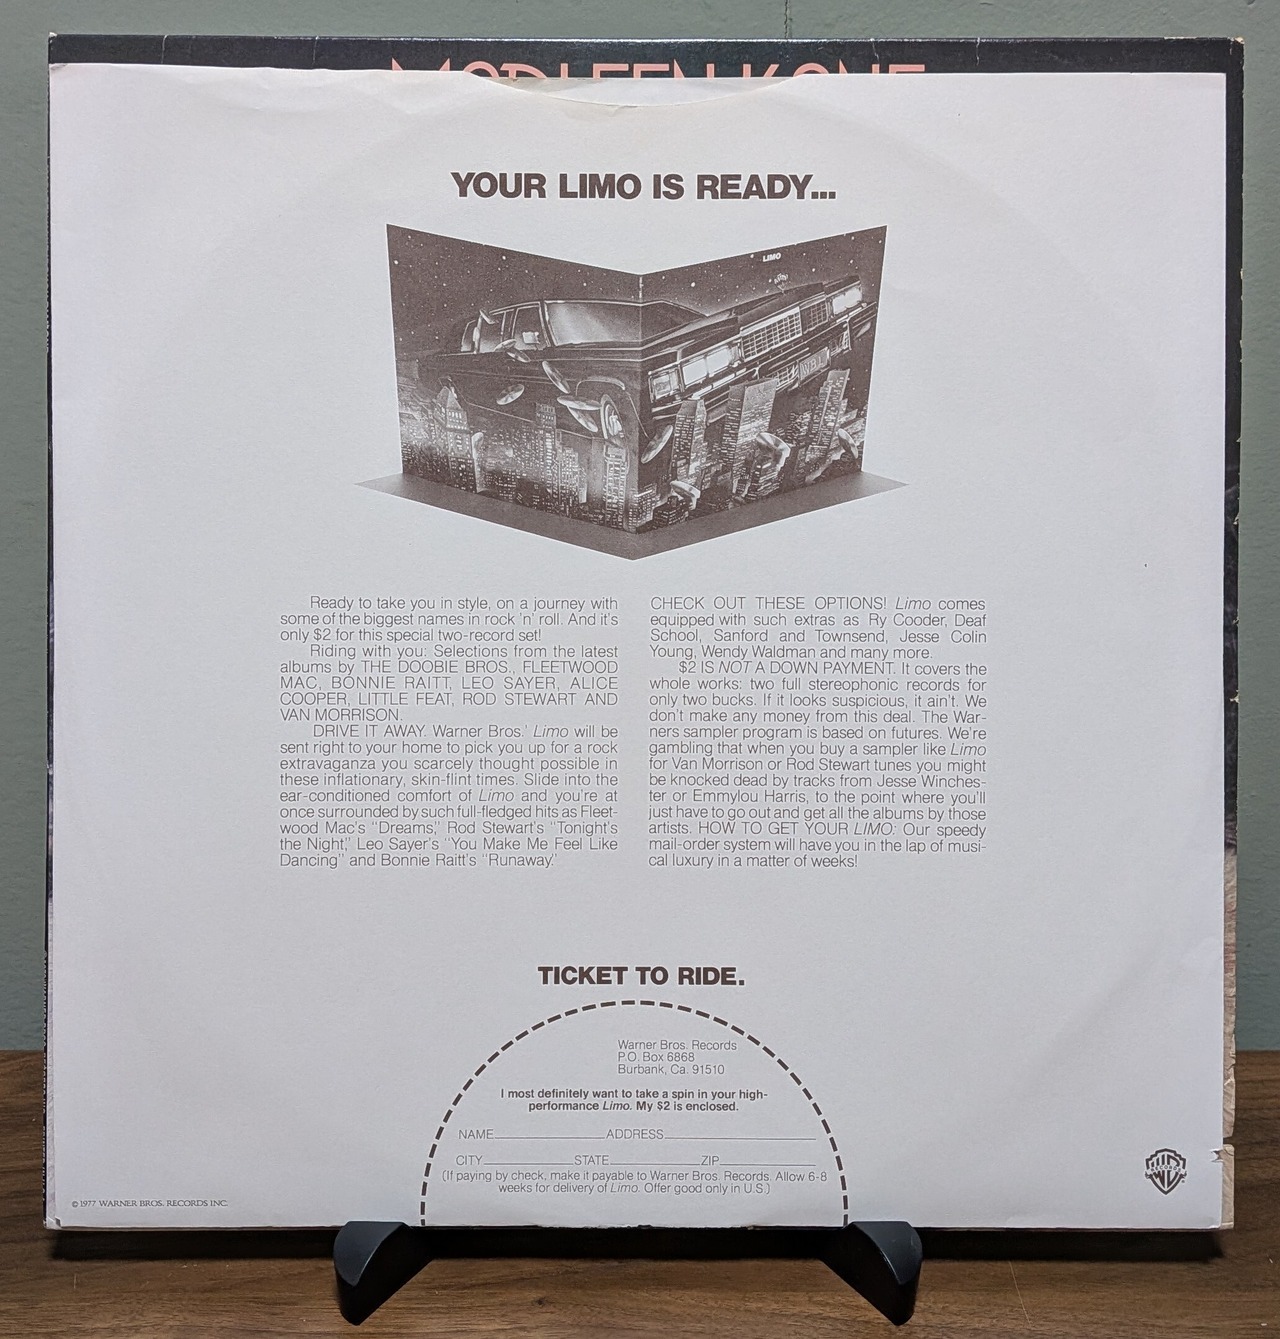 YOUR LIMO IS READY...
LIMO
Ready to take you in style, on a journey with
some of the biggest names in rock 'n' roll. And it's
only $2 for this special two-record set!
Riding with you: Selections from the latest
albums by THE DOOBIE BROS., FLEETWOOD
MAC, BONNIE RAITT, LEO SAYER, ALICE
COOPER, LITTLE FEAT, ROD STEWART AND
VAN MORRISON.
DRIVE IT AWAY. Warner Bros.' Limo will be
sent right to your home to pick you up for a rock
extravaganza you scarcely thought possible in
these inflationary, skin-flint times. Slide into the
ear-conditioned comfort of Limo and you're at
once surrounded by such full-fledged hits as Fleet-
wood Mac's "Dreams," Rod Stewart's "Tonight's
the Night," Leo Sayer's "You Make Me Feel Like
Dancing" and Bonnie Raitt's "Runaway."
CHECK OUT THESE OPTIONS! Limo comes
equipped with such extras as Ry Cooder, Deaf
School, Sanford and Townsend, Jesse Colin
Young, Wendy Waldman and many more.
$2 IS NOT A DOWN PAYMENT. It covers the
whole works: two full stereophonic records for
only two bucks. If it looks suspicious, it ain't. We
don't make any money from this deal. The War-
ners sampler program is based on futures. We're
gambling that when you buy a sampler like Limo
for Van Morrison or Rod Stewart tunes you might
be knocked dead by tracks from Jesse Winches-
ter or Emmylou Harris, to the point where you'll
just have to go out and get all the albums by those
artists. HOW TO GET YOUR LIMO: Our speedy
mail-order system will have you in the lap of musi-
cal luxury in a matter of weeks!
TICKET TO RIDE.
Warner Bros. Records
P.O. Box 6868
Burbank, Ca. 91510
I most definitely want to take a spin in your high-
performance Limo. My $2 is enclosed.
NAME ADDRESS
CITY STATE ZIP
(If paying by check, make it payable to Warner Bros. Records. Allow 6-8
weeks for delivery of Limo. Offer good only in U.S.)
© 1977 WARNER BROS. RECORDS INC.